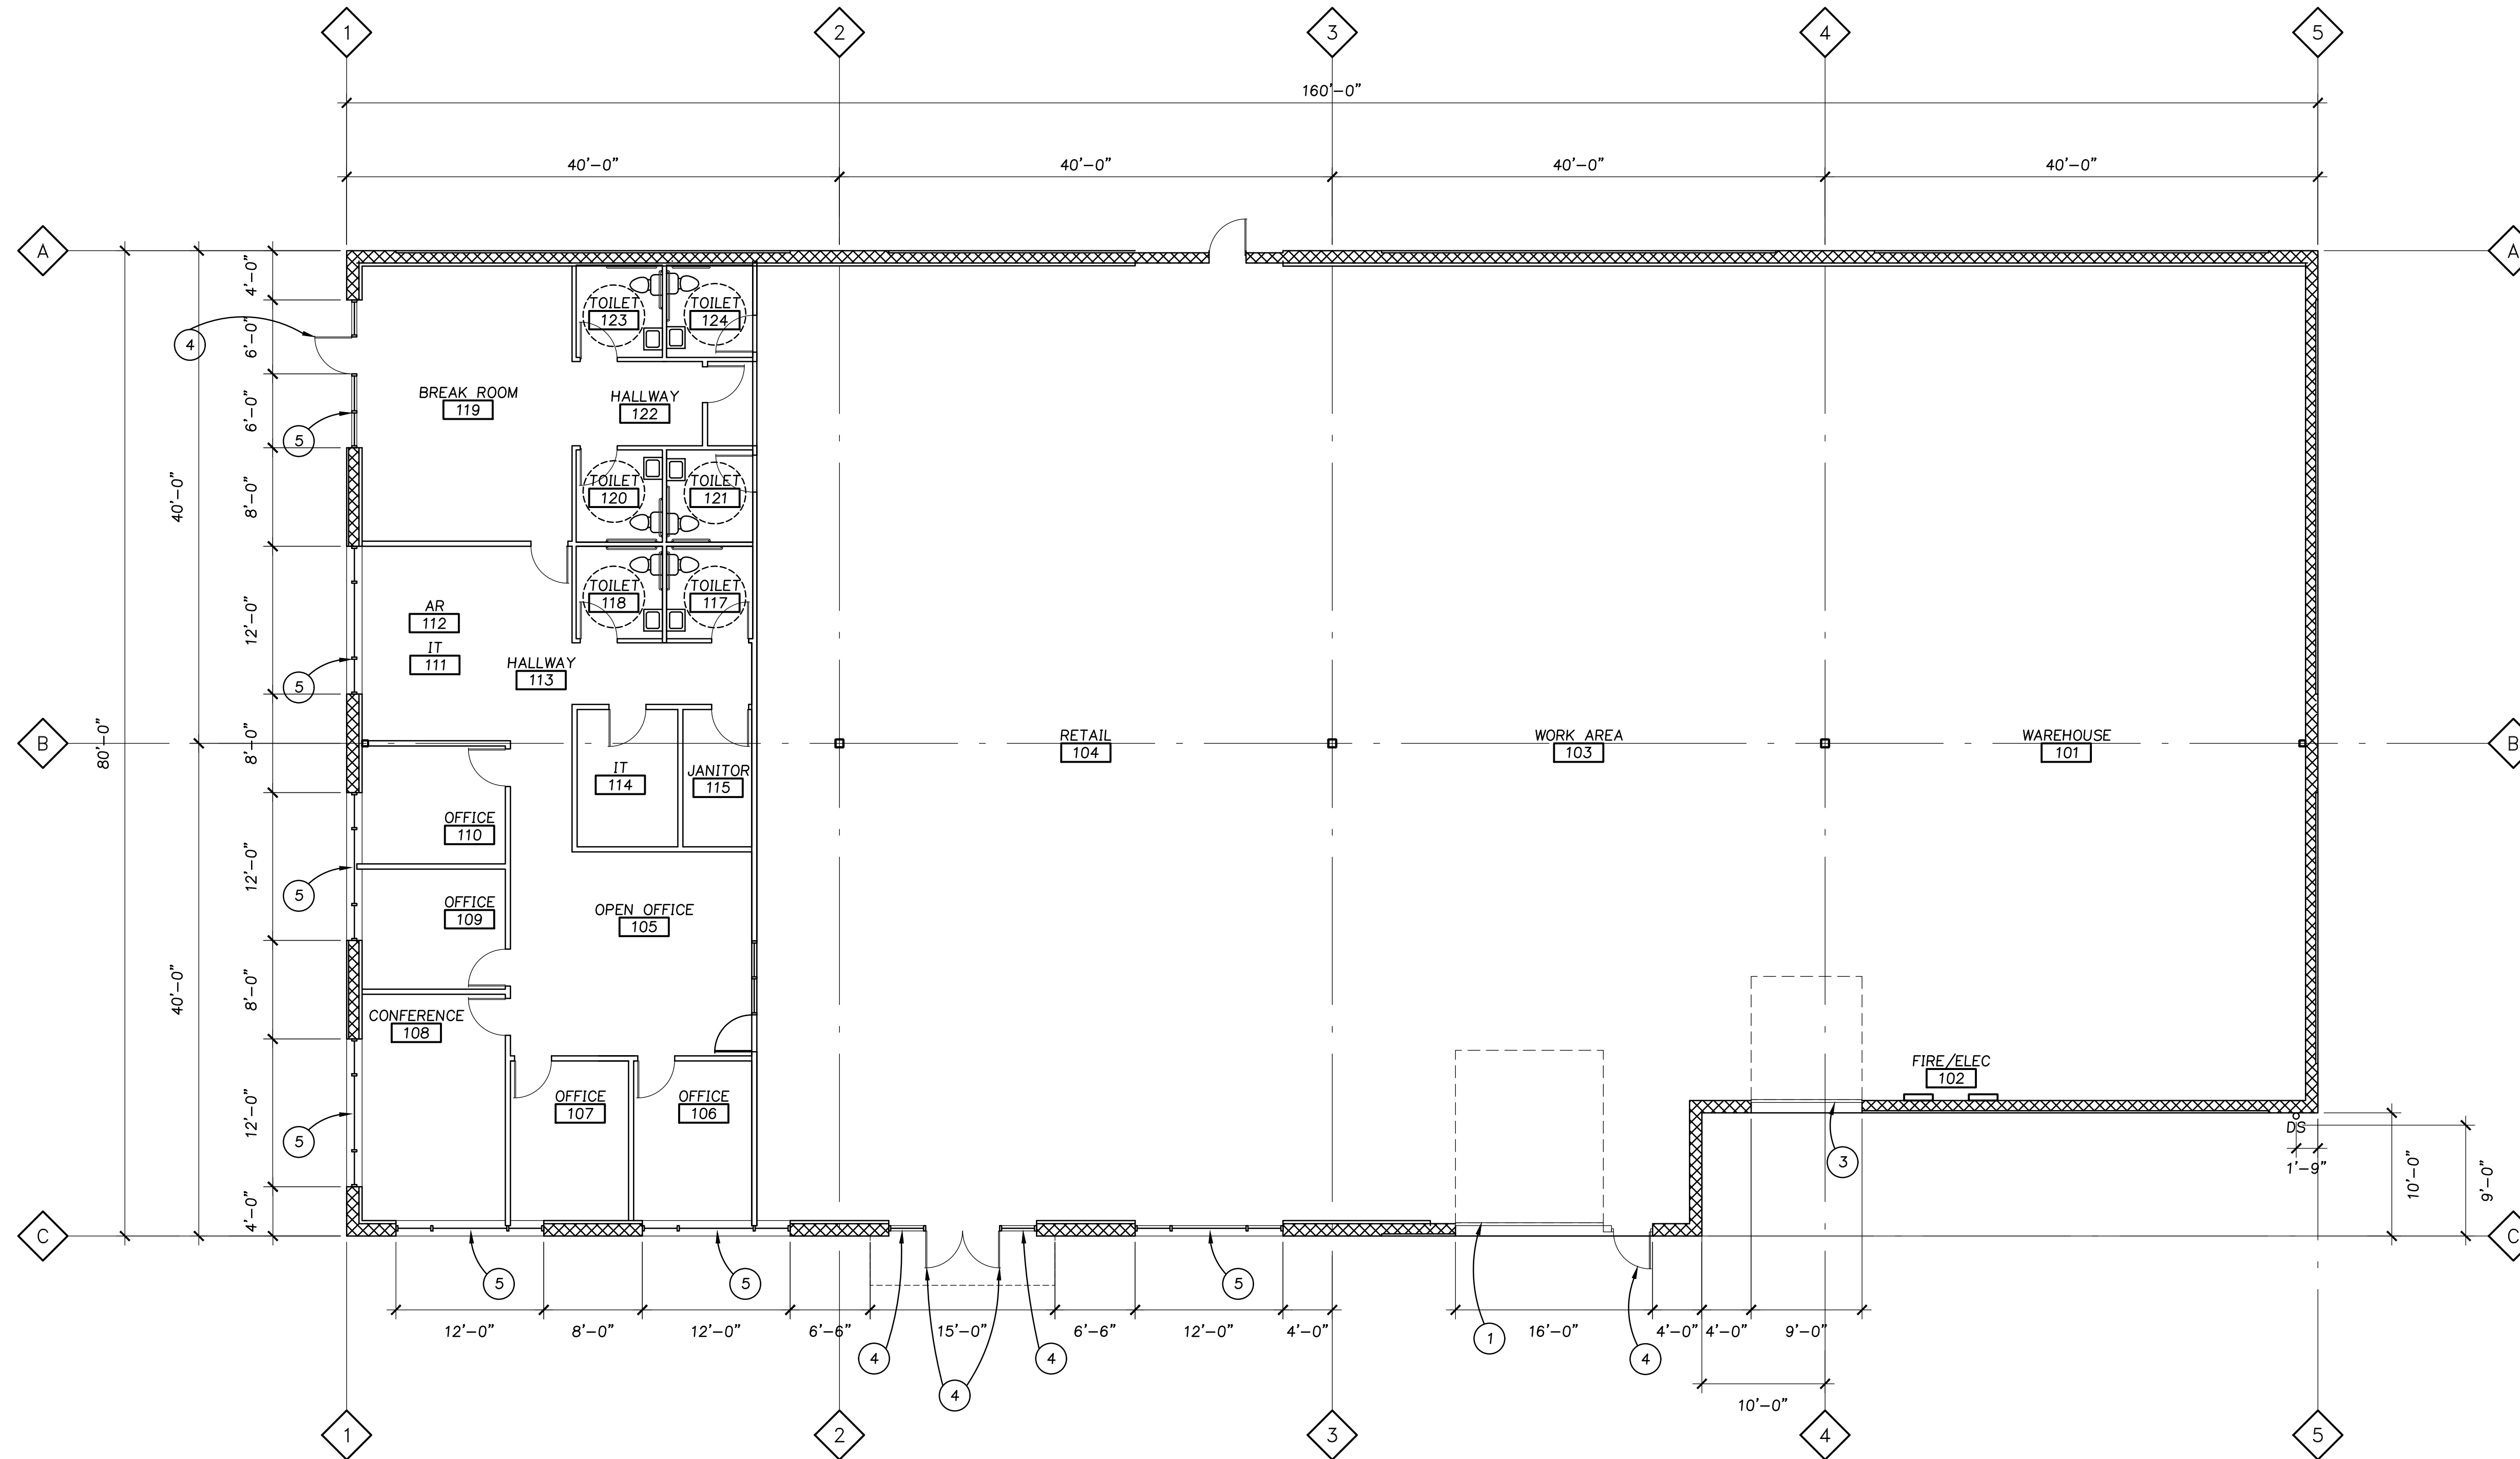 1 2 3 4 5
160'-0"
40'-0" 40'-0" 40'-0" 40'-0"
A A
4'-0"
TOILET TOILET
123 124
4
6'-0"
BREAK ROOM HALLWAY
119 122
6'-0"
5
40'-0"
8'-0"
TOILET TOILET
120 121
TOILET TOILET
118 117
12'-0"
AR
112
IT
111
HALLWAY
113
5
B B
80'-0"
8'-0"
RETAIL WORK AREA WAREHOUSE
104 103 101
IT JANITOR
114 115
OFFICE
110
12'-0"
5
OFFICE OPEN OFFICE
109 105
40'-0"
8'-0"
CONFERENCE
108
FIRE/ELEC
102
OFFICE OFFICE
107 106
12'-0"
5
DS
3
1'-9"
10'-0"
9'-0"
4'-0"
C C
5 5 5
12'-0" 8'-0" 12'-0" 6'-6" 15'-0" 6'-6" 12'-0" 4'-0" 16'-0" 4'-0" 4'-0" 9'-0"
1
4 4 4
4
10'-0"
1 2 3 4 5